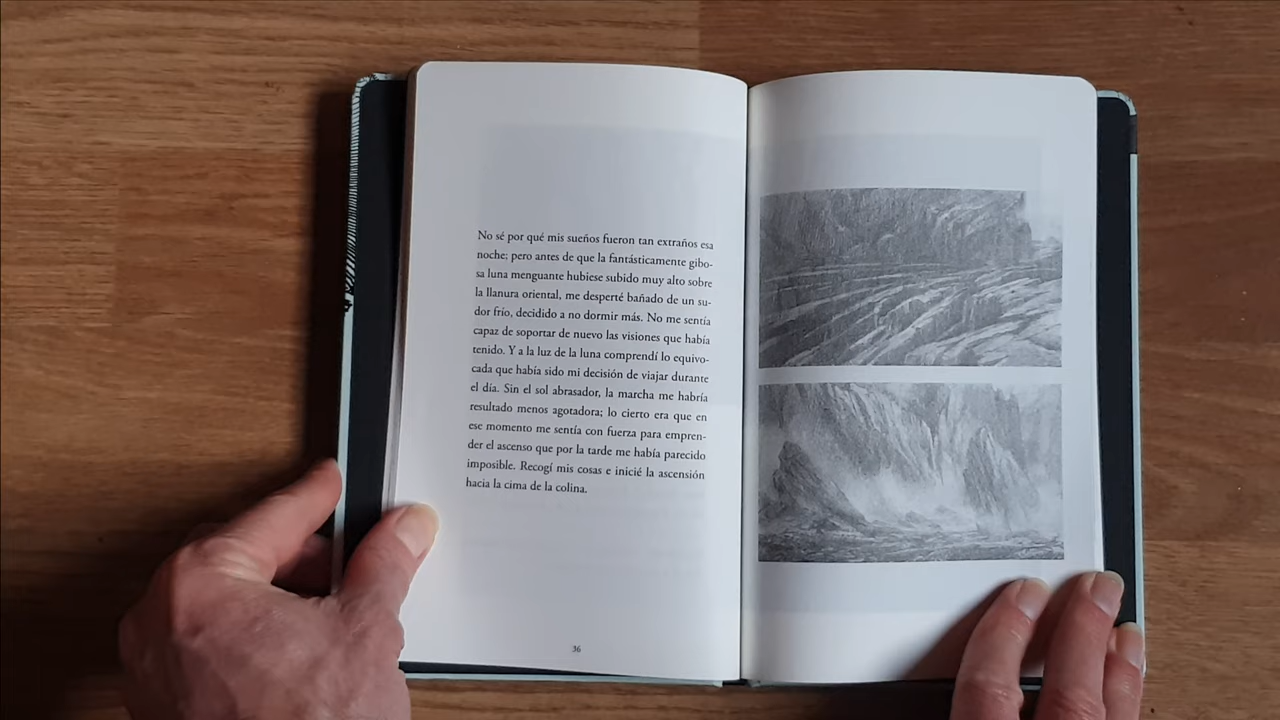 No sé por qué mis sueños fueron tan extraños esa
noche; pero antes de que la fantásticamente gibo-
sa luna menguante hubiese subido muy alto sobre
la llanura oriental, me desperté bañado de un su-
dor frío, decidido a no dormir más. No me sentía
capaz de soportar de nuevo las visiones que había
tenido. Y a la luz de la luna comprendí lo equivo-
cada que había sido mi decisión de viajar durante
el día. Sin el sol abrasador, la marcha me habría
resultado menos agotadora; lo cierto era que en
ese momento me sentía con fuerza para empren-
der el ascenso que por la tarde me había parecido
imposible. Recogí mis cosas e inicié la ascensión
hacia la cima de la colina.
36